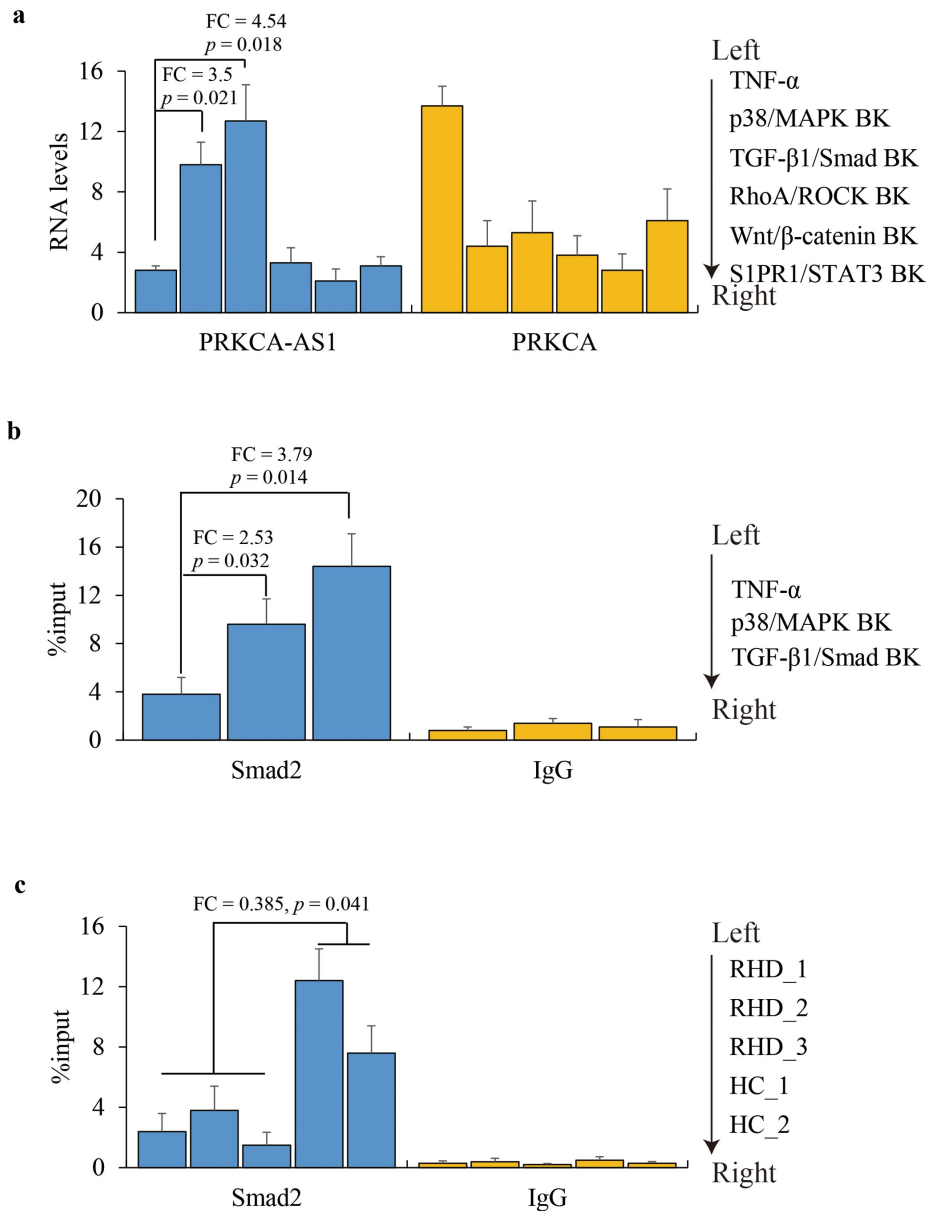 a
FC = 4.54
p = 0.018
FC = 3.5
p = 0.021
16
12
8
4
0
RNA levels
PRKCA-AS1
PRKCA
Left
TNF-α
p38/MAPK BK
TGF-β1/Smad BK
RhoA/ROCK BK
Wnt/β-catenin BK
S1PR1/STAT3 BK
Right
b
FC = 3.79
p = 0.014
FC = 2.53
p = 0.032
20
16
12
8
4
0
%input
Smad2
IgG
Left
TNF-α
p38/MAPK BK
TGF-β1/Smad BK
Right
c
FC = 0.385, p = 0.041
16
12
8
4
0
%input
Smad2
IgG
Left
RHD_1
RHD_2
RHD_3
HC_1
HC_2
Right